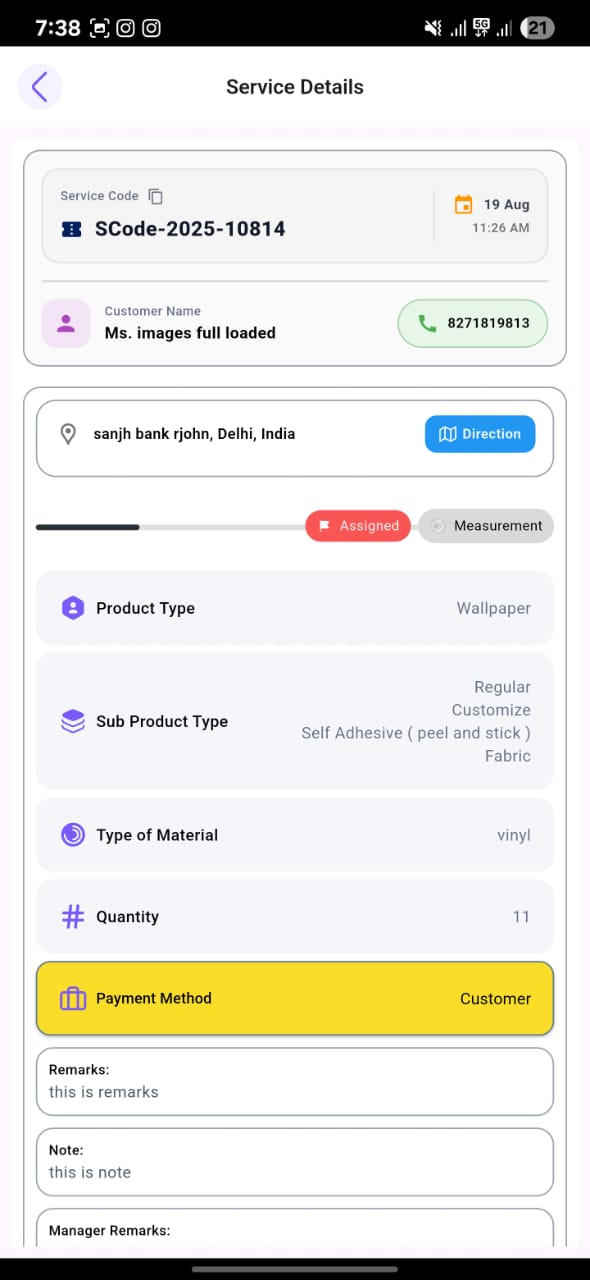 7:38
5G
21
Service Details
Service Code
SCode-2025-10814
19 Aug
11:26 AM
Customer Name
Ms. images full loaded
8271819813
sanjh bank rjohn, Delhi, India
Direction
Assigned
Measurement
Product Type
Wallpaper
Sub Product Type
Regular
Customize
Self Adhesive ( peel and stick )
Fabric
Type of Material
vinyl
Quantity
11
Payment Method
Customer
Remarks:
this is remarks
Note:
this is note
Manager Remarks: